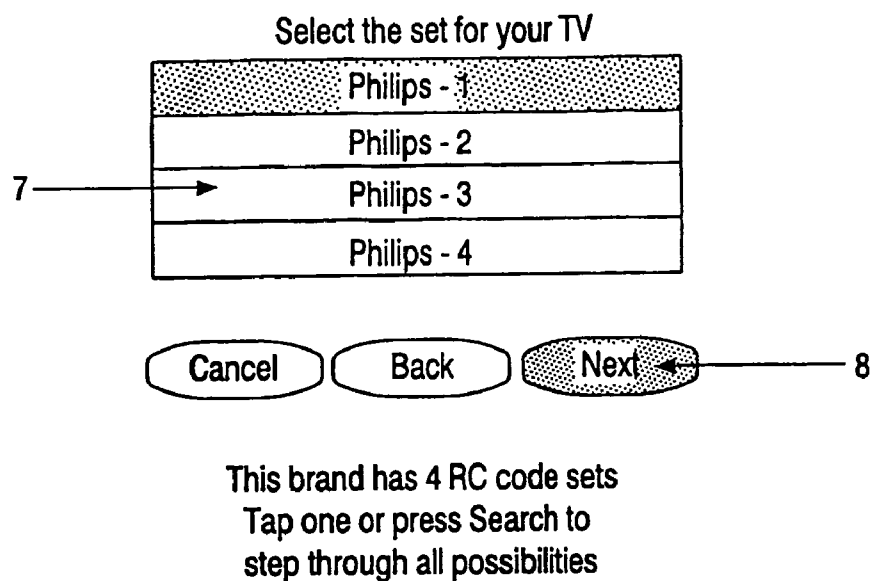 Select the set for your TV
Philips - 1
Philips - 2
7
Philips - 3
Philips - 4
Cancel Back Next 8
This brand has 4 RC code sets
Tap one or press Search to
step through all possibilities